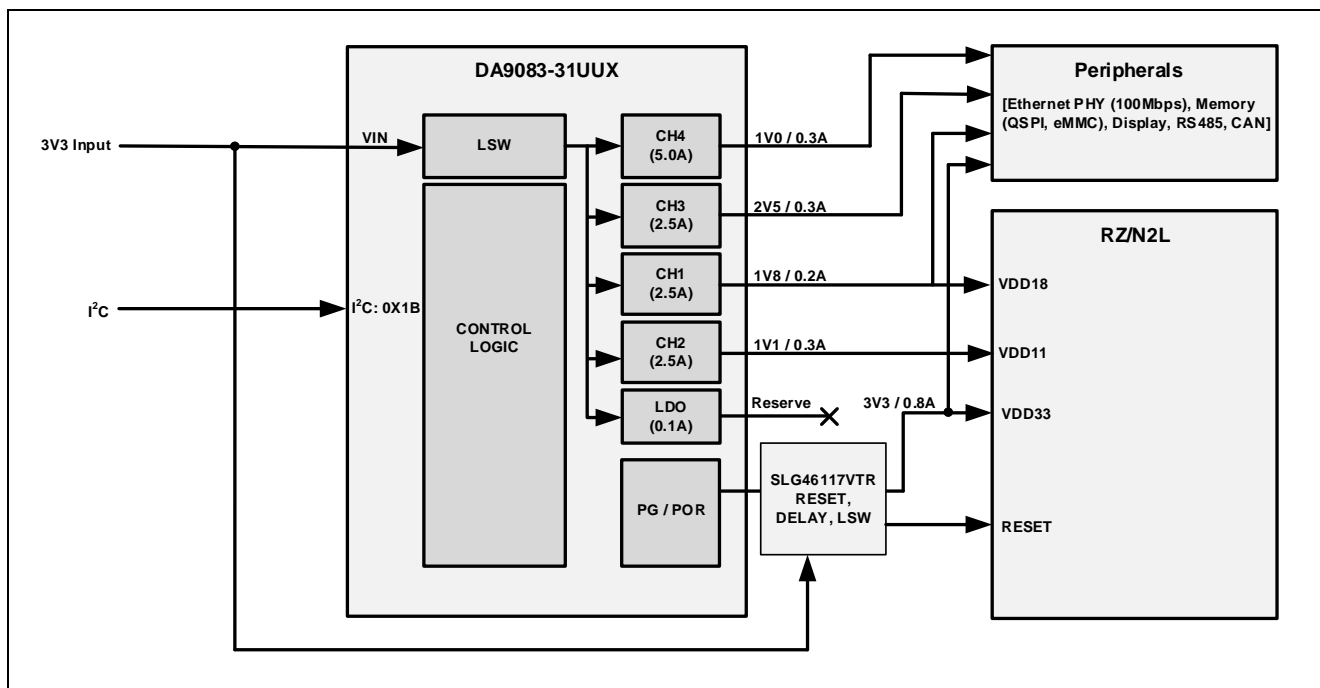 DA9083-31UUX
Peripherals
[Ethernet PHY (100Mbps), Memory
(QSPI, eMMC), Display, RS485, CAN]
3V3 Input
VIN
LSW
CH4
(5.0A)
1V0 / 0.3A
CH3
(2.5A)
2V5 / 0.3A
RZ/N2L
CH1
(2.5A)
1V8 / 0.2A
VDD18
I²C
I²C: 0X1B
CONTROL
LOGIC
CH2
(2.5A)
1V1 / 0.3A
VDD11
LDO
(0.1A)
Reserve
3V3 / 0.8A
VDD33
PG / POR
SLG46117VTR
RESET,
DELAY, LSW
RESET